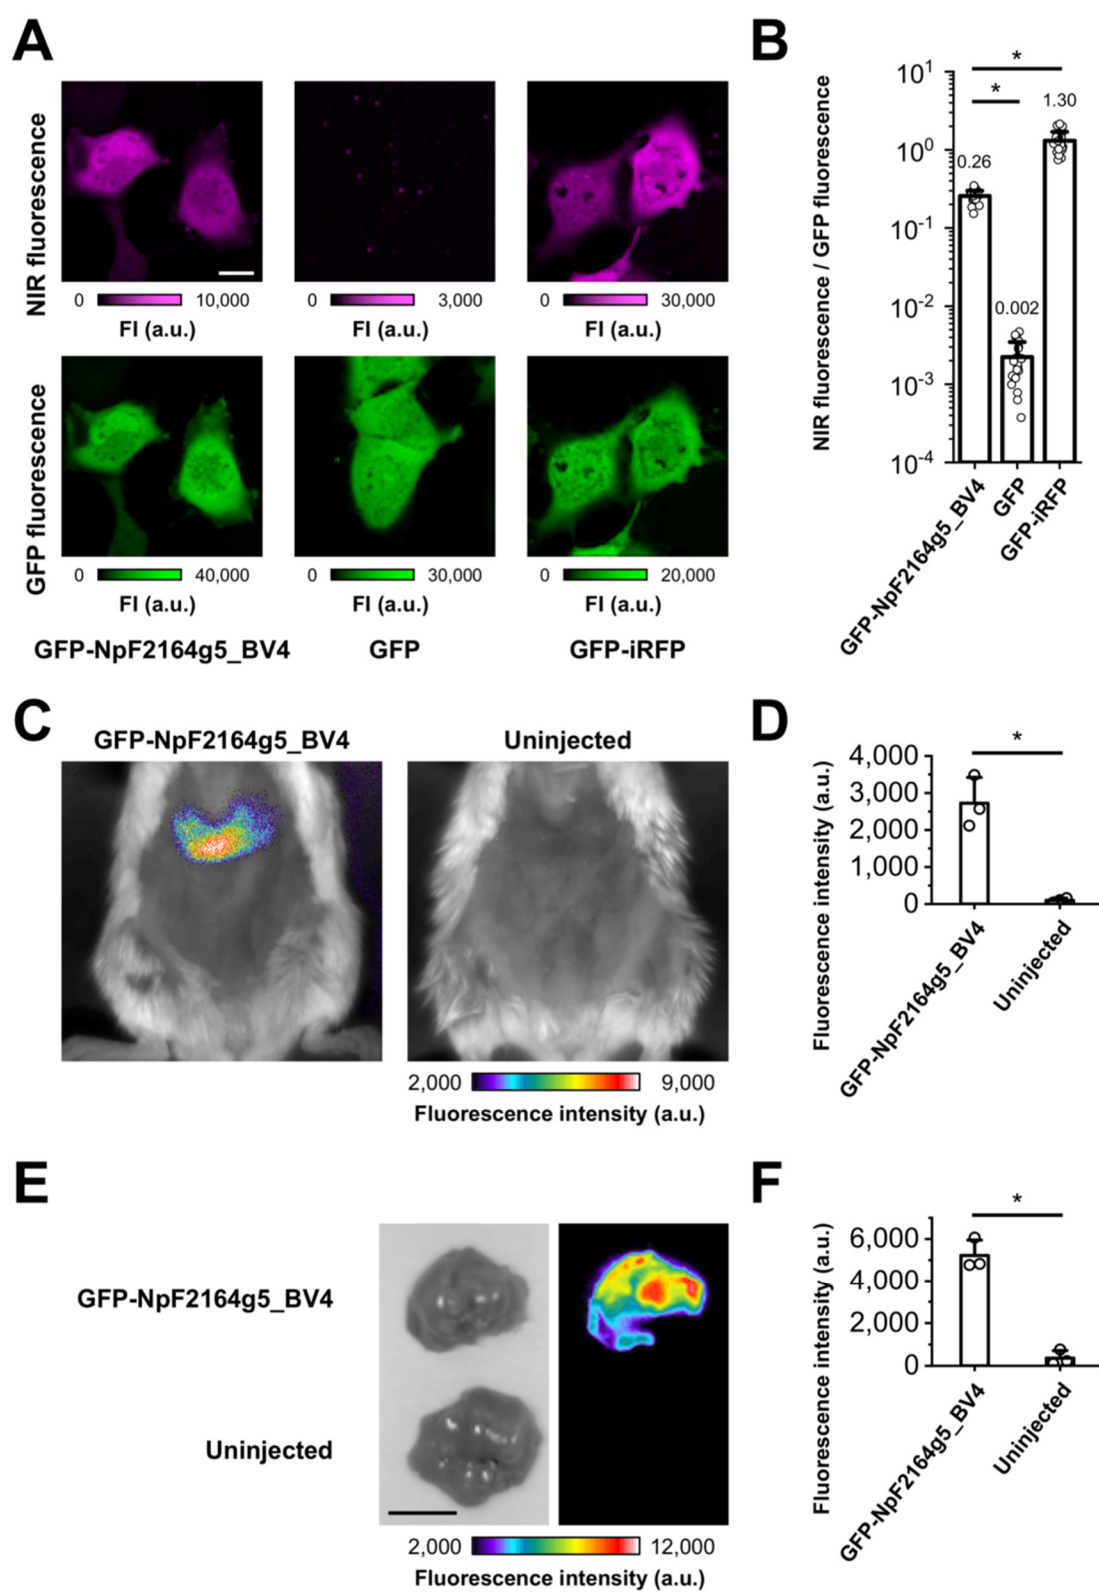 A
NIR fluorescence
0 10,000
FI (a.u.)
0 3,000
FI (a.u.)
0 30,000
FI (a.u.)
GFP fluorescence
0 40,000
FI (a.u.)
0 30,000
FI (a.u.)
0 20,000
FI (a.u.)
GFP-NpF2164g5_BV4
GFP
GFP-iRFP
B
NIR fluorescence / GFP fluorescence
10¹
10⁰
10⁻¹
10⁻²
10⁻³
10⁻⁴
*
*
0.26
0.002
1.30
GFP-NpF2164g5_BV4
GFP
GFP-iRFP
C
GFP-NpF2164g5_BV4
Uninjected
2,000 9,000
Fluorescence intensity (a.u.)
D
Fluorescence intensity (a.u.)
4,000
3,000
2,000
1,000
0
*
GFP-NpF2164g5_BV4
Uninjected
E
GFP-NpF2164g5_BV4
Uninjected
2,000 12,000
Fluorescence intensity (a.u.)
F
Fluorescence intensity (a.u.)
6,000
4,000
2,000
0
*
GFP-NpF2164g5_BV4
Uninjected